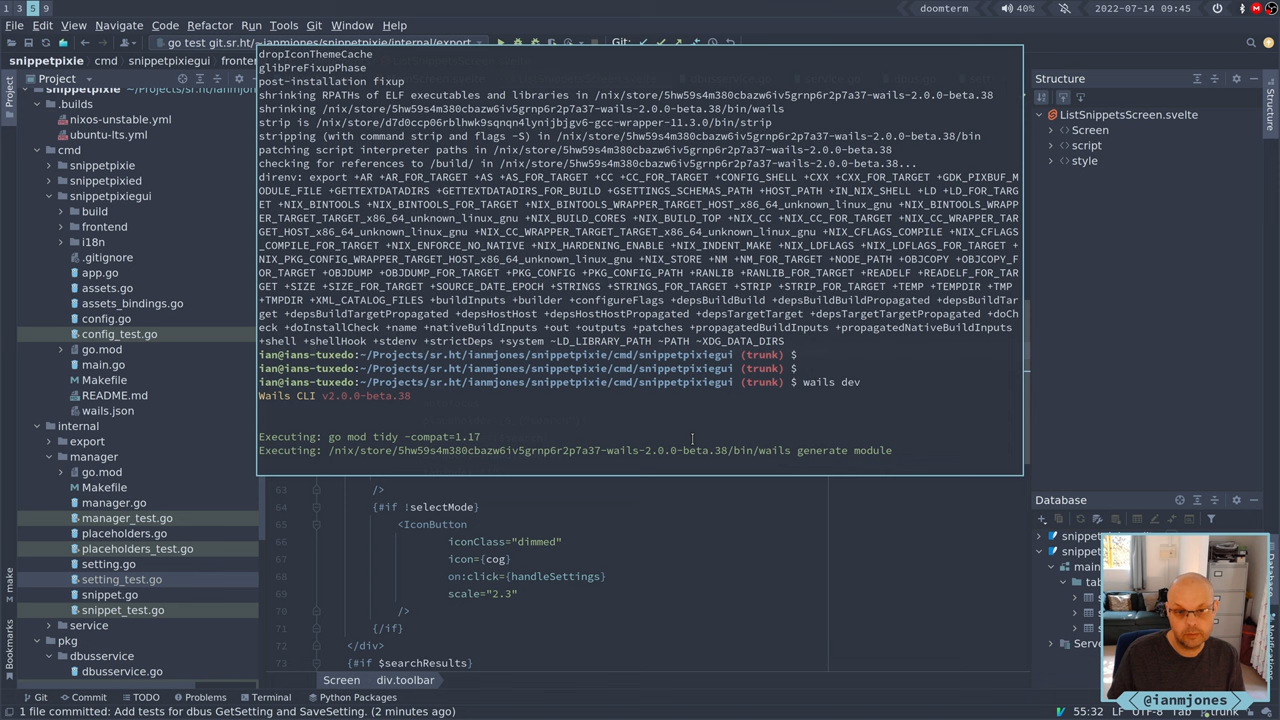 1 3 5 9
doomterm
40%
2022-07-14 09:45
File Edit View Navigate Code Refactor Run Tools Git Window Help
go test git.sr.ht/~ianmjones/snippetpixie/internal/export
Git:
snippetpixie cmd snippetpixiegui
Project
Structure
snippetpixie ~/Projects/sr.ht/ianmjones/s
.builds
nixos-unstable.yml
ubuntu-lts.yml
cmd
snippetpixie
snippetpixied
snippetpixiegui
build
frontend
i18n
.gitignore
app.go
assets.go
assets_bindings.go
config.go
config_test.go
go.mod
main.go
Makefile
README.md
wails.json
internal
export
manager
go.mod
Makefile
manager.go
manager_test.go
placeholders.go
placeholders_test.go
setting.go
setting_test.go
snippet.go
snippet_test.go
service
pkg
dbusservice
dbusservice.go
dropIconThemeCache
glibPreFixupPhase
post-installation fixup
shrinking RPATHs of ELF executables and libraries in /nix/store/5hw59s4m380cbazw6iv5grnp6r2p7a37-wails-2.0.0-beta.38
shrinking /nix/store/5hw59s4m380cbazw6iv5grnp6r2p7a37-wails-2.0.0-beta.38/bin/wails
strip is /nix/store/d7d0ccp06rblhwk9sqnqn4lynijbjgv6-gcc-wrapper-11.3.0/bin/strip
stripping (with command strip and flags -S) in /nix/store/5hw59s4m380cbazw6iv5grnp6r2p7a37-wails-2.0.0-beta.38/bin
patching script interpreter paths in /nix/store/5hw59s4m380cbazw6iv5grnp6r2p7a37-wails-2.0.0-beta.38
checking for references to /build/ in /nix/store/5hw59s4m380cbazw6iv5grnp6r2p7a37-wails-2.0.0-beta.38...
direnv: export +AR +AR_FOR_TARGET +AS +AS_FOR_TARGET +CC +CC_FOR_TARGET +CONFIG_SHELL +CXX +CXX_FOR_TARGET +GDK_PIXBUF_M
ODULE_FILE +GETTEXTDATADIRS +GETTEXTDATADIRS_FOR_BUILD +GSETTINGS_SCHEMAS_PATH +HOST_PATH +IN_NIX_SHELL +LD +LD_FOR_TARG
ET +NIX_BINTOOLS +NIX_BINTOOLS_FOR_TARGET +NIX_BINTOOLS_WRAPPER_TARGET_HOST_x86_64_unknown_linux_gnu +NIX_BINTOOLS_WRAPP
ER_TARGET_TARGET_x86_64_unknown_linux_gnu +NIX_BUILD_CORES +NIX_BUILD_TOP +NIX_CC +NIX_CC_FOR_TARGET +NIX_CC_WRAPPER_TAR
GET_HOST_x86_64_unknown_linux_gnu +NIX_CC_WRAPPER_TARGET_TARGET_x86_64_unknown_linux_gnu +NIX_CFLAGS_COMPILE +NIX_CFLAGS
_COMPILE_FOR_TARGET +NIX_ENFORCE_NO_NATIVE +NIX_HARDENING_ENABLE +NIX_INDENT_MAKE +NIX_LDFLAGS +NIX_LDFLAGS_FOR_TARGET +
NIX_PKG_CONFIG_WRAPPER_TARGET_HOST_x86_64_unknown_linux_gnu +NIX_STORE +NM +NM_FOR_TARGET +NODE_PATH +OBJCOPY +OBJCOPY_F
OR_TARGET +OBJDUMP +OBJDUMP_FOR_TARGET +PKG_CONFIG +PKG_CONFIG_PATH +RANLIB +RANLIB_FOR_TARGET +READELF +READELF_FOR_TAR
GET +SIZE +SIZE_FOR_TARGET +SOURCE_DATE_EPOCH +STRINGS +STRINGS_FOR_TARGET +STRIP +STRIP_FOR_TARGET +TEMP +TEMPDIR +TMP
+TMPDIR +XML_CATALOG_FILES +buildInputs +builder +configureFlags +depsBuildBuild +depsBuildBuildPropagated +depsBuildTar
get +depsBuildTargetPropagated +depsHostHost +depsHostHostPropagated +depsTargetTarget +depsTargetTargetPropagated +doCh
eck +doInstallCheck +name +nativeBuildInputs +out +outputs +patches +propagatedBuildInputs +propagatedNativeBuildInputs
+shell +shellHook +stdenv +strictDeps +system ~LD_LIBRARY_PATH ~PATH ~XDG_DATA_DIRS
ian@ians-tuxedo:~/Projects/sr.ht/ianmjones/snippetpixie/cmd/snippetpixiegui (trunk) $
ian@ians-tuxedo:~/Projects/sr.ht/ianmjones/snippetpixie/cmd/snippetpixiegui (trunk) $
ian@ians-tuxedo:~/Projects/sr.ht/ianmjones/snippetpixie/cmd/snippetpixiegui (trunk) $ wails dev
Wails CLI v2.0.0-beta.38
Executing: go mod tidy -compat=1.17
Executing: /nix/store/5hw59s4m380cbazw6iv5grnp6r2p7a37-wails-2.0.0-beta.38/bin/wails generate module
63 />
64 {#if !selectMode}
65 <IconButton
66 iconClass="dimmed"
67 icon={cog}
68 on:click={handleSettings}
69 scale="2.3"
70 />
71 {/if}
72 </div>
73 {#if $searchResults}
Screen div.toolbar
ListSnippetsScreen.svelte
Screen
script
style
Database
Project
make
Bookmarks
Structure
@ianmjones
Git Commit TODO Problems Terminal Python Packages
1 file committed: Add tests for dbus GetSetting and SaveSetting. (2 minutes ago)
55:32 LF UTF-8 Tab trunk